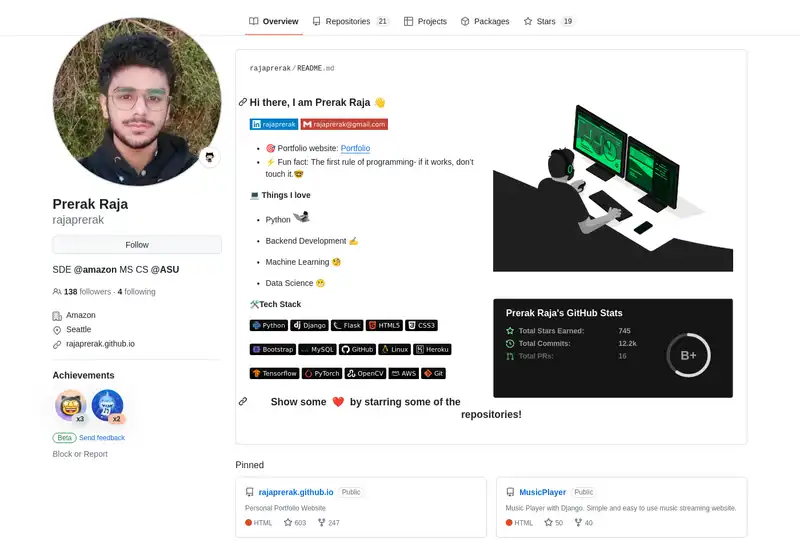 Overview
Repositories 21
Projects
Packages
Stars 19
rajaprerak / README.md
Hi there, I am Prerak Raja 👋
rajaprerak
rajaprerak@gmail.com
🎯 Portfolio website: Portfolio
⚡ Fun fact: The first rule of programming- if it works, don't
touch it.🤓
💻 Things I love
Python
Backend Development ✍
Machine Learning 🧐
Data Science 😬
🛠Tech Stack
Python Django Flask HTML5 CSS3
Bootstrap MySQL GitHub Linux Heroku
Tensorflow PyTorch OpenCV AWS Git
Show some ❤ by starring some of the
repositories!
Prerak Raja's GitHub Stats
Total Stars Earned: 745
Total Commits: 12.2k
Total PRs: 16
B+
Prerak Raja
rajaprerak
Follow
SDE @amazon MS CS @ASU
138 followers · 4 following
Amazon
Seattle
rajaprerak.github.io
Achievements
x3
x2
Beta Send feedback
Block or Report
Pinned
rajaprerak.github.io Public
Personal Portfolio Website
HTML 603 247
MusicPlayer Public
Music Player with Django. Simple and easy to use music streaming website.
HTML 50 40